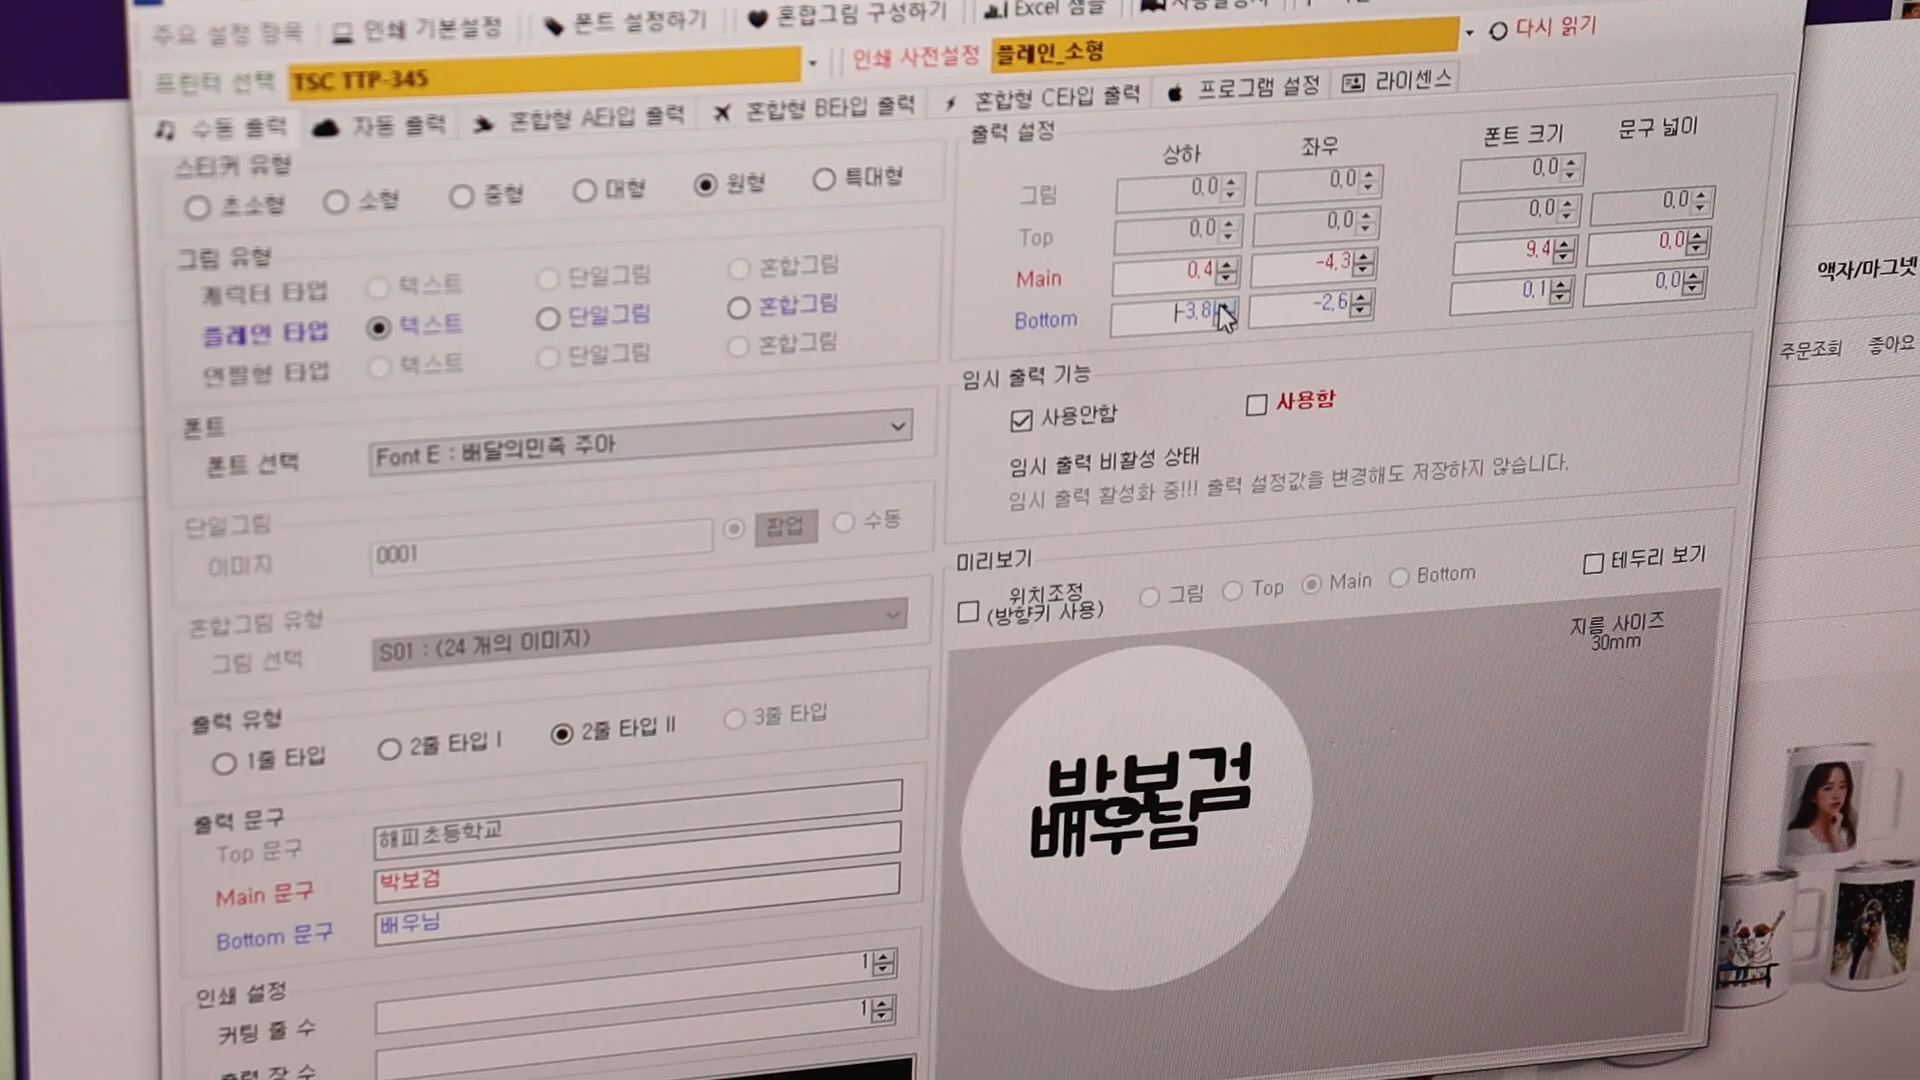 주요 설정 항목 인쇄 기본설정 폰트 설정하기 혼합그림 구성하기 Excel 샘플
프린터 선택 TSC TTP-345 인쇄 사전설정 플레인_소형 다시 읽기
수동 출력 자동 출력 혼합형 A타입 출력 혼합형 B타입 출력 혼합형 C타입 출력 프로그램 설정 라이센스
스티커 유형
초소형 소형 중형 대형 원형 특대형
그림 유형
캐릭터 타입 텍스트 단일그림 혼합그림
플레인 타입 텍스트 단일그림 혼합그림
연필형 타입 텍스트 단일그림 혼합그림
폰트
폰트 선택 Font E : 배달의민족 주아
단일그림
이미지 0001 팝업 수동
혼합그림 유형
그림 선택 S01 : (24 개의 이미지)
출력 유형
1줄 타입 2줄 타입 I 2줄 타입 II 3줄 타입
출력 문구
Top 문구 해피초등학교
Main 문구 박보검
Bottom 문구 배우님
인쇄 설정
커팅 줄 수 1
출력 장 수 1
출력 설정
상하 좌우 폰트 크기 문구 넓이
그림 0.0 0.0 0.0
Top 0.0 0.0 0.0 0.0
Main 0.4 -4.3 9.4 0.0
Bottom -3.8 -2.6 0.1 0.0
임시 출력 기능
사용안함 사용함
임시 출력 비활성 상태
임시 출력 활성화 중!!! 출력 설정값을 변경해도 저장하지 않습니다.
미리보기
위치조정
(방향키 사용) 그림 Top Main Bottom 테두리 보기
지름 사이즈
30mm
박보검
배우님
액자/마그넷
주문조회 좋아요